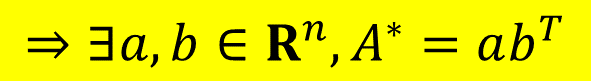 ⇒ ∃a, b ∈ 𝐑ⁿ, A* = abᵀ